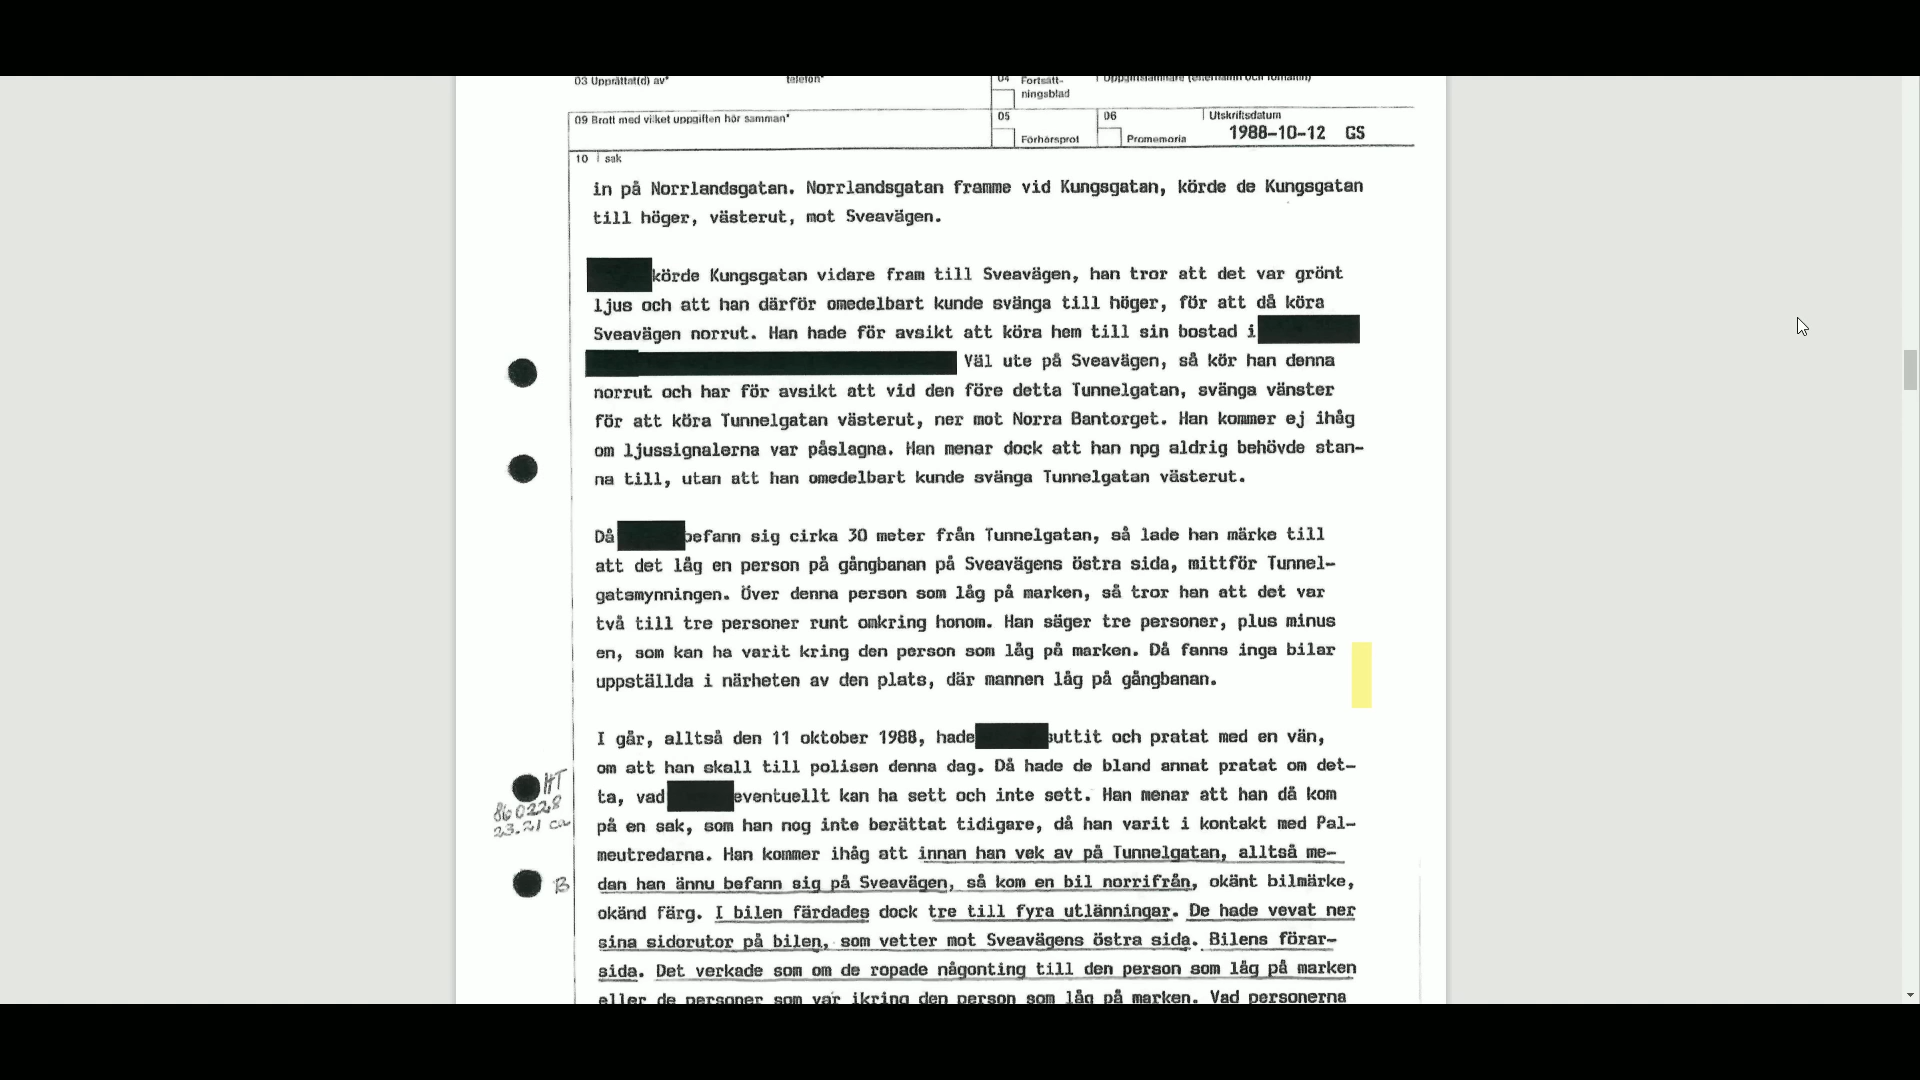 03 Upprättat(d) av*
telefon*
04
Fortsätt-
ningsblad
Uppgiftslämnare (efternamn och förnamn)
09 Brott med vilket uppgiften hör samman*
05
Förhörsprot
06
Promemoria
Utskriftsdatum
1988-10-12 GS
10 I sak
in på Norrlandsgatan. Norrlandsgatan framme vid Kungsgatan, körde de Kungsgatan
till höger, västerut, mot Sveavägen.
körde Kungsgatan vidare fram till Sveavägen, han tror att det var grönt
ljus och att han därför omedelbart kunde svänga till höger, för att då köra
Sveavägen norrut. Han hade för avsikt att köra hem till sin bostad i
Väl ute på Sveavägen, så kör han denna
norrut och har för avsikt att vid den före detta Tunnelgatan, svänga vänster
för att köra Tunnelgatan västerut, ner mot Norra Bantorget. Han kommer ej ihåg
om ljussignalerna var påslagna. Han menar dock att han npg aldrig behövde stan-
na till, utan att han omedelbart kunde svänga Tunnelgatan västerut.
Då befann sig cirka 30 meter från Tunnelgatan, så lade han märke till
att det låg en person på gångbanan på Sveavägens östra sida, mittför Tunnel-
gatsmynningen. Över denna person som låg på marken, så tror han att det var
två till tre personer runt omkring honom. Han säger tre personer, plus minus
en, som kan ha varit kring den person som låg på marken. Då fanns inga bilar
uppställda i närheten av den plats, där mannen låg på gångbanan.
I går, alltså den 11 oktober 1988, hade suttit och pratat med en vän,
om att han skall till polisen denna dag. Då hade de bland annat pratat om det-
ta, vad eventuellt kan ha sett och inte sett. Han menar att han då kom
på en sak, som han nog inte berättat tidigare, då han varit i kontakt med Pal-
meutredarna. Han kommer ihåg att innan han vek av på Tunnelgatan, alltså me-
dan han ännu befann sig på Sveavägen, så kom en bil norrifrån, okänt bilmärke,
okänd färg. I bilen färdades dock tre till fyra utlänningar. De hade vevat ner
sina sidorutor på bilen, som vetter mot Sveavägens östra sida. Bilens förar-
sida. Det verkade som om de ropade någonting till den person som låg på marken
eller de personer som var ikring den person som låg på marken. Vad personerna
HT
860228
23.21 ca
B